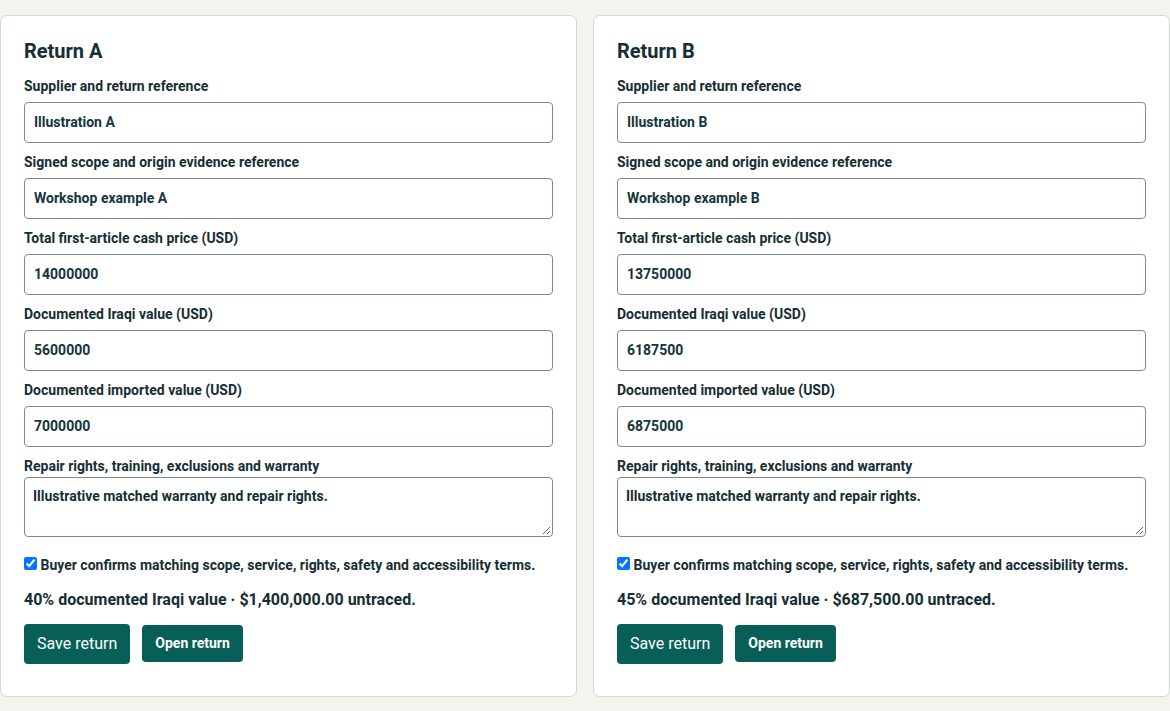 Return A
Supplier and return reference
Illustration A
Signed scope and origin evidence reference
Workshop example A
Total first-article cash price (USD)
14000000
Documented Iraqi value (USD)
5600000
Documented imported value (USD)
7000000
Repair rights, training, exclusions and warranty
Illustrative matched warranty and repair rights.
Buyer confirms matching scope, service, rights, safety and accessibility terms.
40% documented Iraqi value · $1,400,000.00 untraced.
Save return
Open return
Return B
Supplier and return reference
Illustration B
Signed scope and origin evidence reference
Workshop example B
Total first-article cash price (USD)
13750000
Documented Iraqi value (USD)
6187500
Documented imported value (USD)
6875000
Repair rights, training, exclusions and warranty
Illustrative matched warranty and repair rights.
Buyer confirms matching scope, service, rights, safety and accessibility terms.
45% documented Iraqi value · $687,500.00 untraced.
Save return
Open return